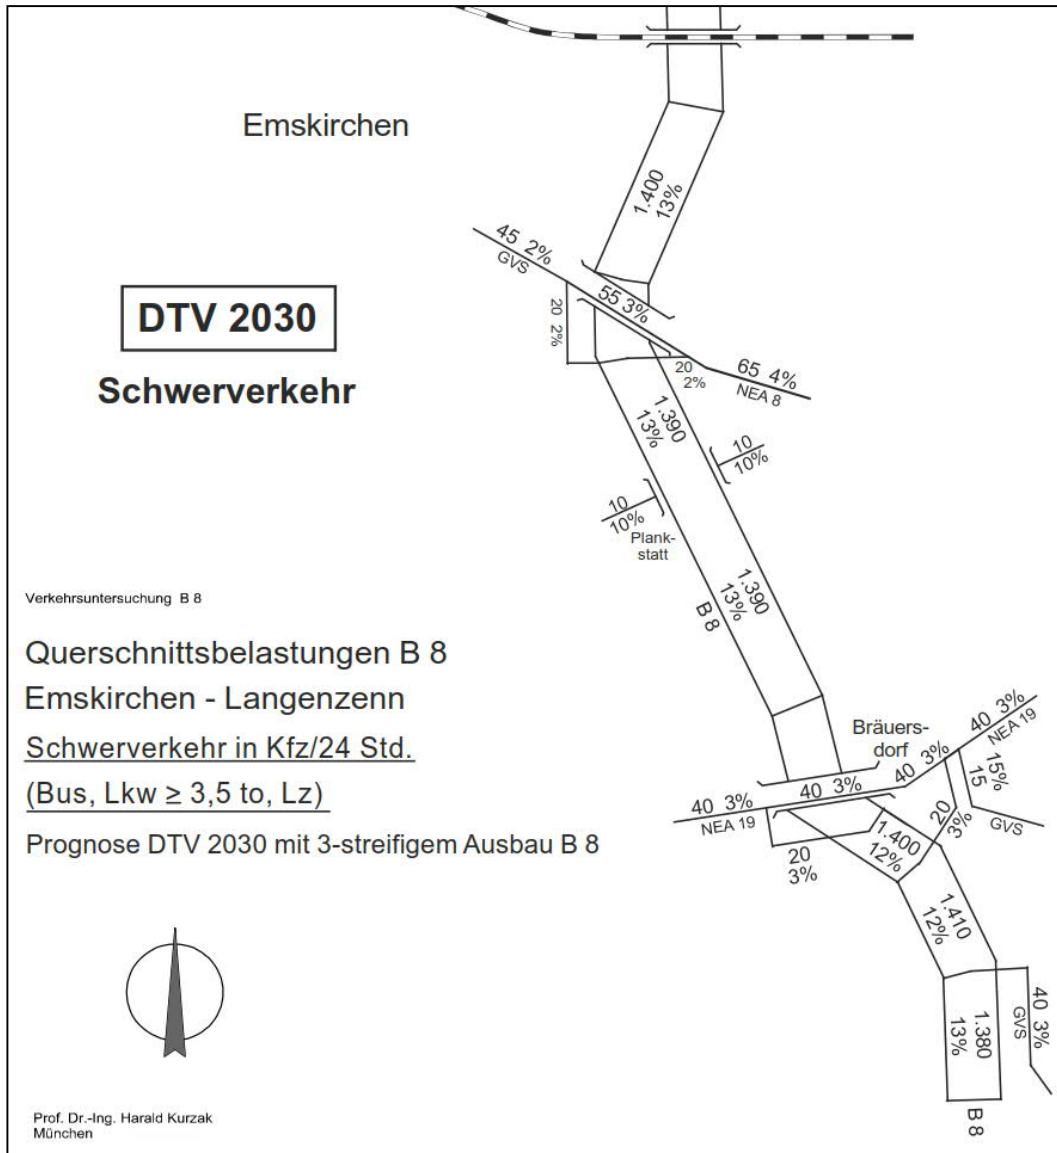 Emskirchen
1.400
13%
45 2%
GVS
55 3%
20 2%
DTV 2030
Schwerverkehr
20
2%
65 4%
NEA 8
1.390
13%
10
10%
10
10%
Plank-
statt
1.390
13%
B 8
Verkehrsuntersuchung B 8
Querschnittsbelastungen B 8
Emskirchen - Langenzenn
Schwerverkehr in Kfz/24 Std.
(Bus, Lkw ≥ 3,5 to, Lz)
Prognose DTV 2030 mit 3-streifigem Ausbau B 8
Bräuers-
dorf
40 3%
NEA 19
40 3%
40 3%
40 3%
NEA 19
15%
15
GVS
20
3%
20
3%
1.400
12%
1.410
12%
40 3%
GVS
1.380
13%
B 8
Prof. Dr.-Ing. Harald Kurzak
München